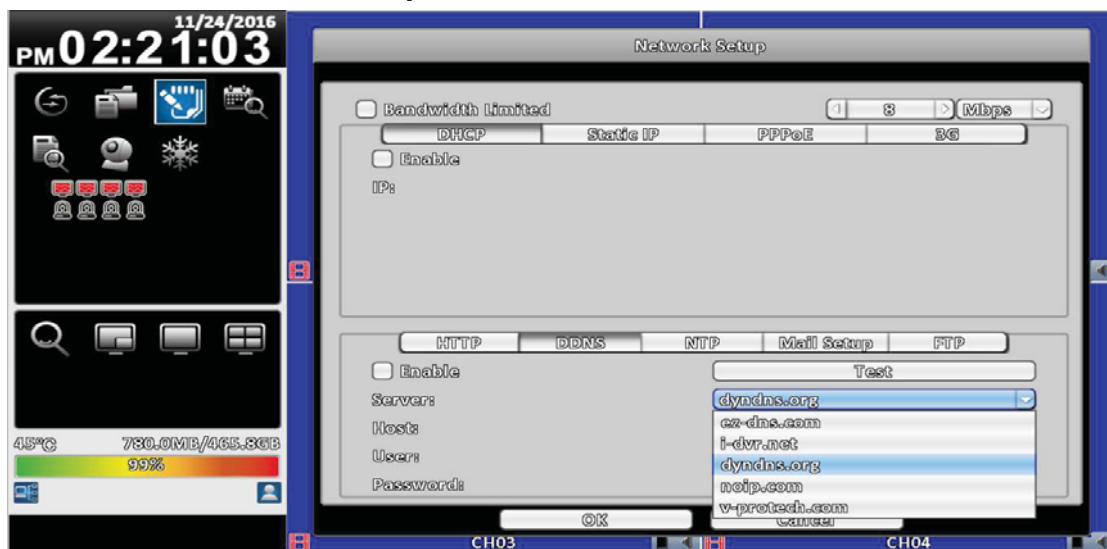 11/24/2016
PM 02:21:03
45°C 780.0MB/465.8GB
99%
Network Setup
Bandwidth Limited 8 Mbps
DHCP Static IP PPPoE 3G
Enable
IP:
HTTP DDNS NTP Mail Setup FTP
Enable Test
Server: dyndns.org
ez-dns.com
Host:
i-dvr.net
User:
dyndns.org
Password:
noip.com
v-protech.com
OK Cancel
CH03 CH04